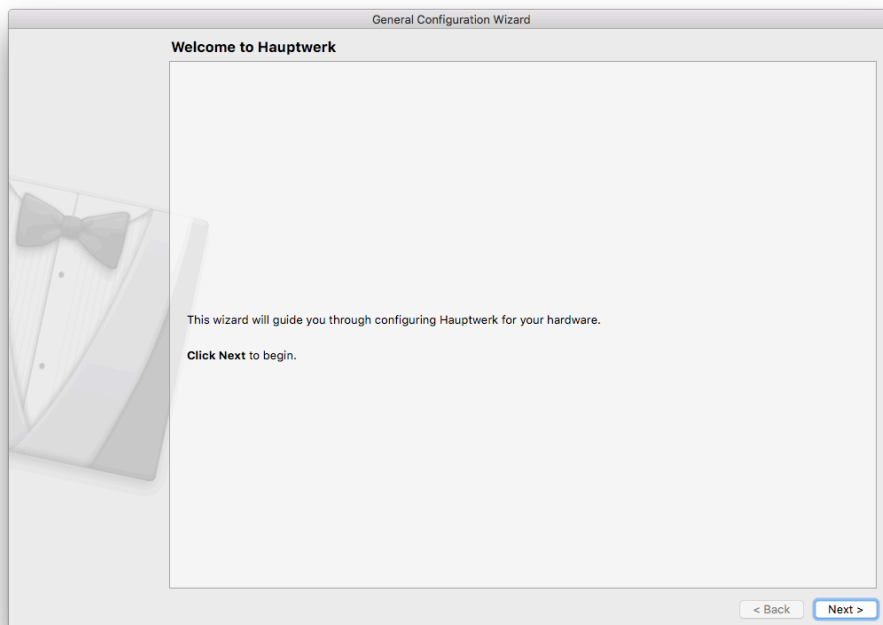 General Configuration Wizard
Welcome to Hauptwerk
This wizard will guide you through configuring Hauptwerk for your hardware.
Click Next to begin.
< Back
Next >